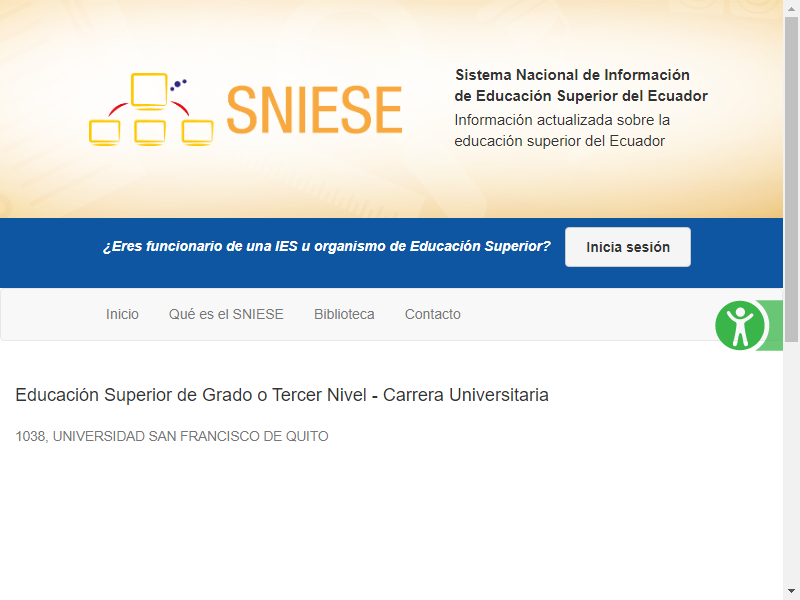 SNIESE
Sistema Nacional de Información
de Educación Superior del Ecuador
Información actualizada sobre la
educación superior del Ecuador
¿Eres funcionario de una IES u organismo de Educación Superior?
Inicia sesión
Inicio
Qué es el SNIESE
Biblioteca
Contacto
Educación Superior de Grado o Tercer Nivel - Carrera Universitaria
1038, UNIVERSIDAD SAN FRANCISCO DE QUITO